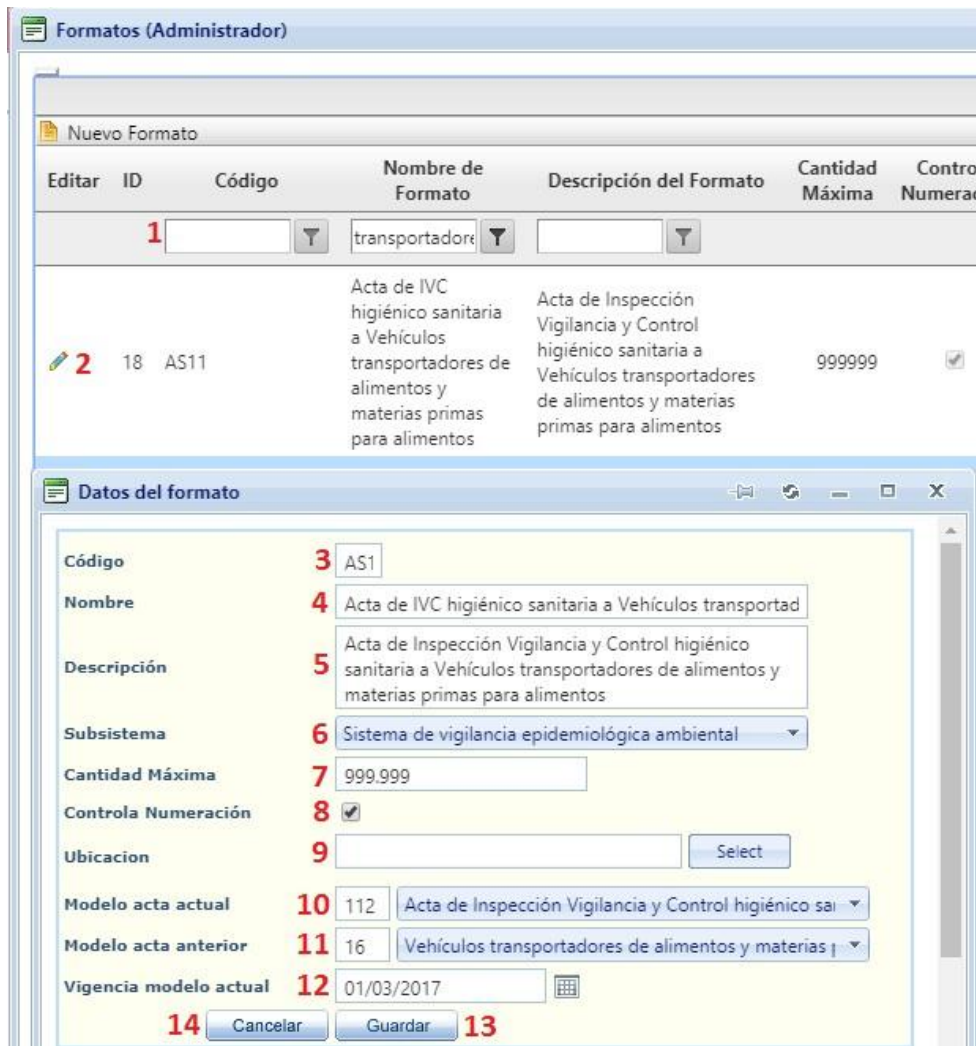 Formatos (Administrador)
Nuevo Formato
Editar ID Código Nombre de Formato Descripción del Formato Cantidad Máxima
1 transportadore
Acta de IVC
higiénico sanitaria
a Vehículos
transportadores de
alimentos y
materias primas
para alimentos
Acta de Inspección
Vigilancia y Control
higiénico sanitaria a
Vehículos transportadores
de alimentos y materias
primas para alimentos
2 18 AS11 999999
Datos del formato
Código 3 AS1
Nombre 4 Acta de IVC higiénico sanitaria a Vehículos transportad
Descripción 5 Acta de Inspección Vigilancia y Control higiénico
sanitaria a Vehículos transportadores de alimentos y
materias primas para alimentos
Subsistema 6 Sistema de vigilancia epidemiológica ambiental
Cantidad Máxima 7 999.999
Controla Numeración 8
Ubicacion 9 Select
Modelo acta actual 10 112 Acta de Inspección Vigilancia y Control higiénico sa
Modelo acta anterior 11 16 Vehículos transportadores de alimentos y materias
Vigencia modelo actual 12 01/03/2017
14 Cancelar Guardar 13